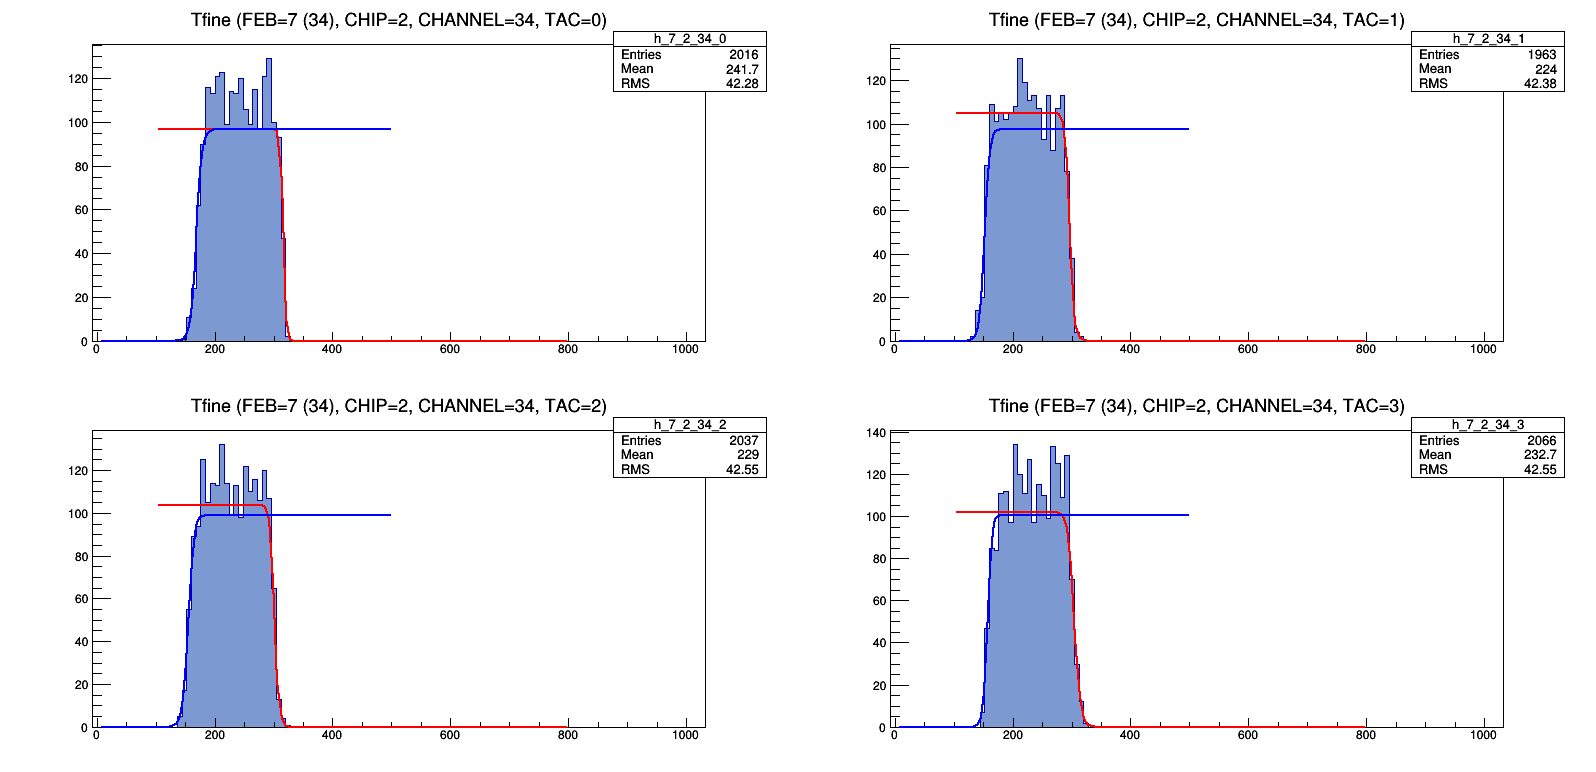 Tfine (FEB=7 (34), CHIP=2, CHANNEL=34, TAC=0)
h_7_2_34_0
Entries 2016
Mean 241.7
RMS 42.28
120
100
80
60
40
20
0
0 200 400 600 800 1000
Tfine (FEB=7 (34), CHIP=2, CHANNEL=34, TAC=1)
h_7_2_34_1
Entries 1963
Mean 224
RMS 42.38
120
100
80
60
40
20
0
0 200 400 600 800 1000
Tfine (FEB=7 (34), CHIP=2, CHANNEL=34, TAC=2)
h_7_2_34_2
Entries 2037
Mean 229
RMS 42.55
120
100
80
60
40
20
0
0 200 400 600 800 1000
Tfine (FEB=7 (34), CHIP=2, CHANNEL=34, TAC=3)
h_7_2_34_3
Entries 2066
Mean 232.7
RMS 42.55
140
120
100
80
60
40
20
0
0 200 400 600 800 1000